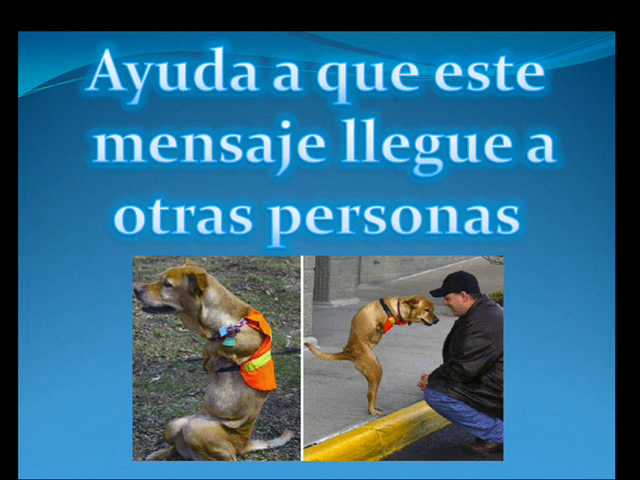 Ayuda a que este
mensaje llegue a
otras personas